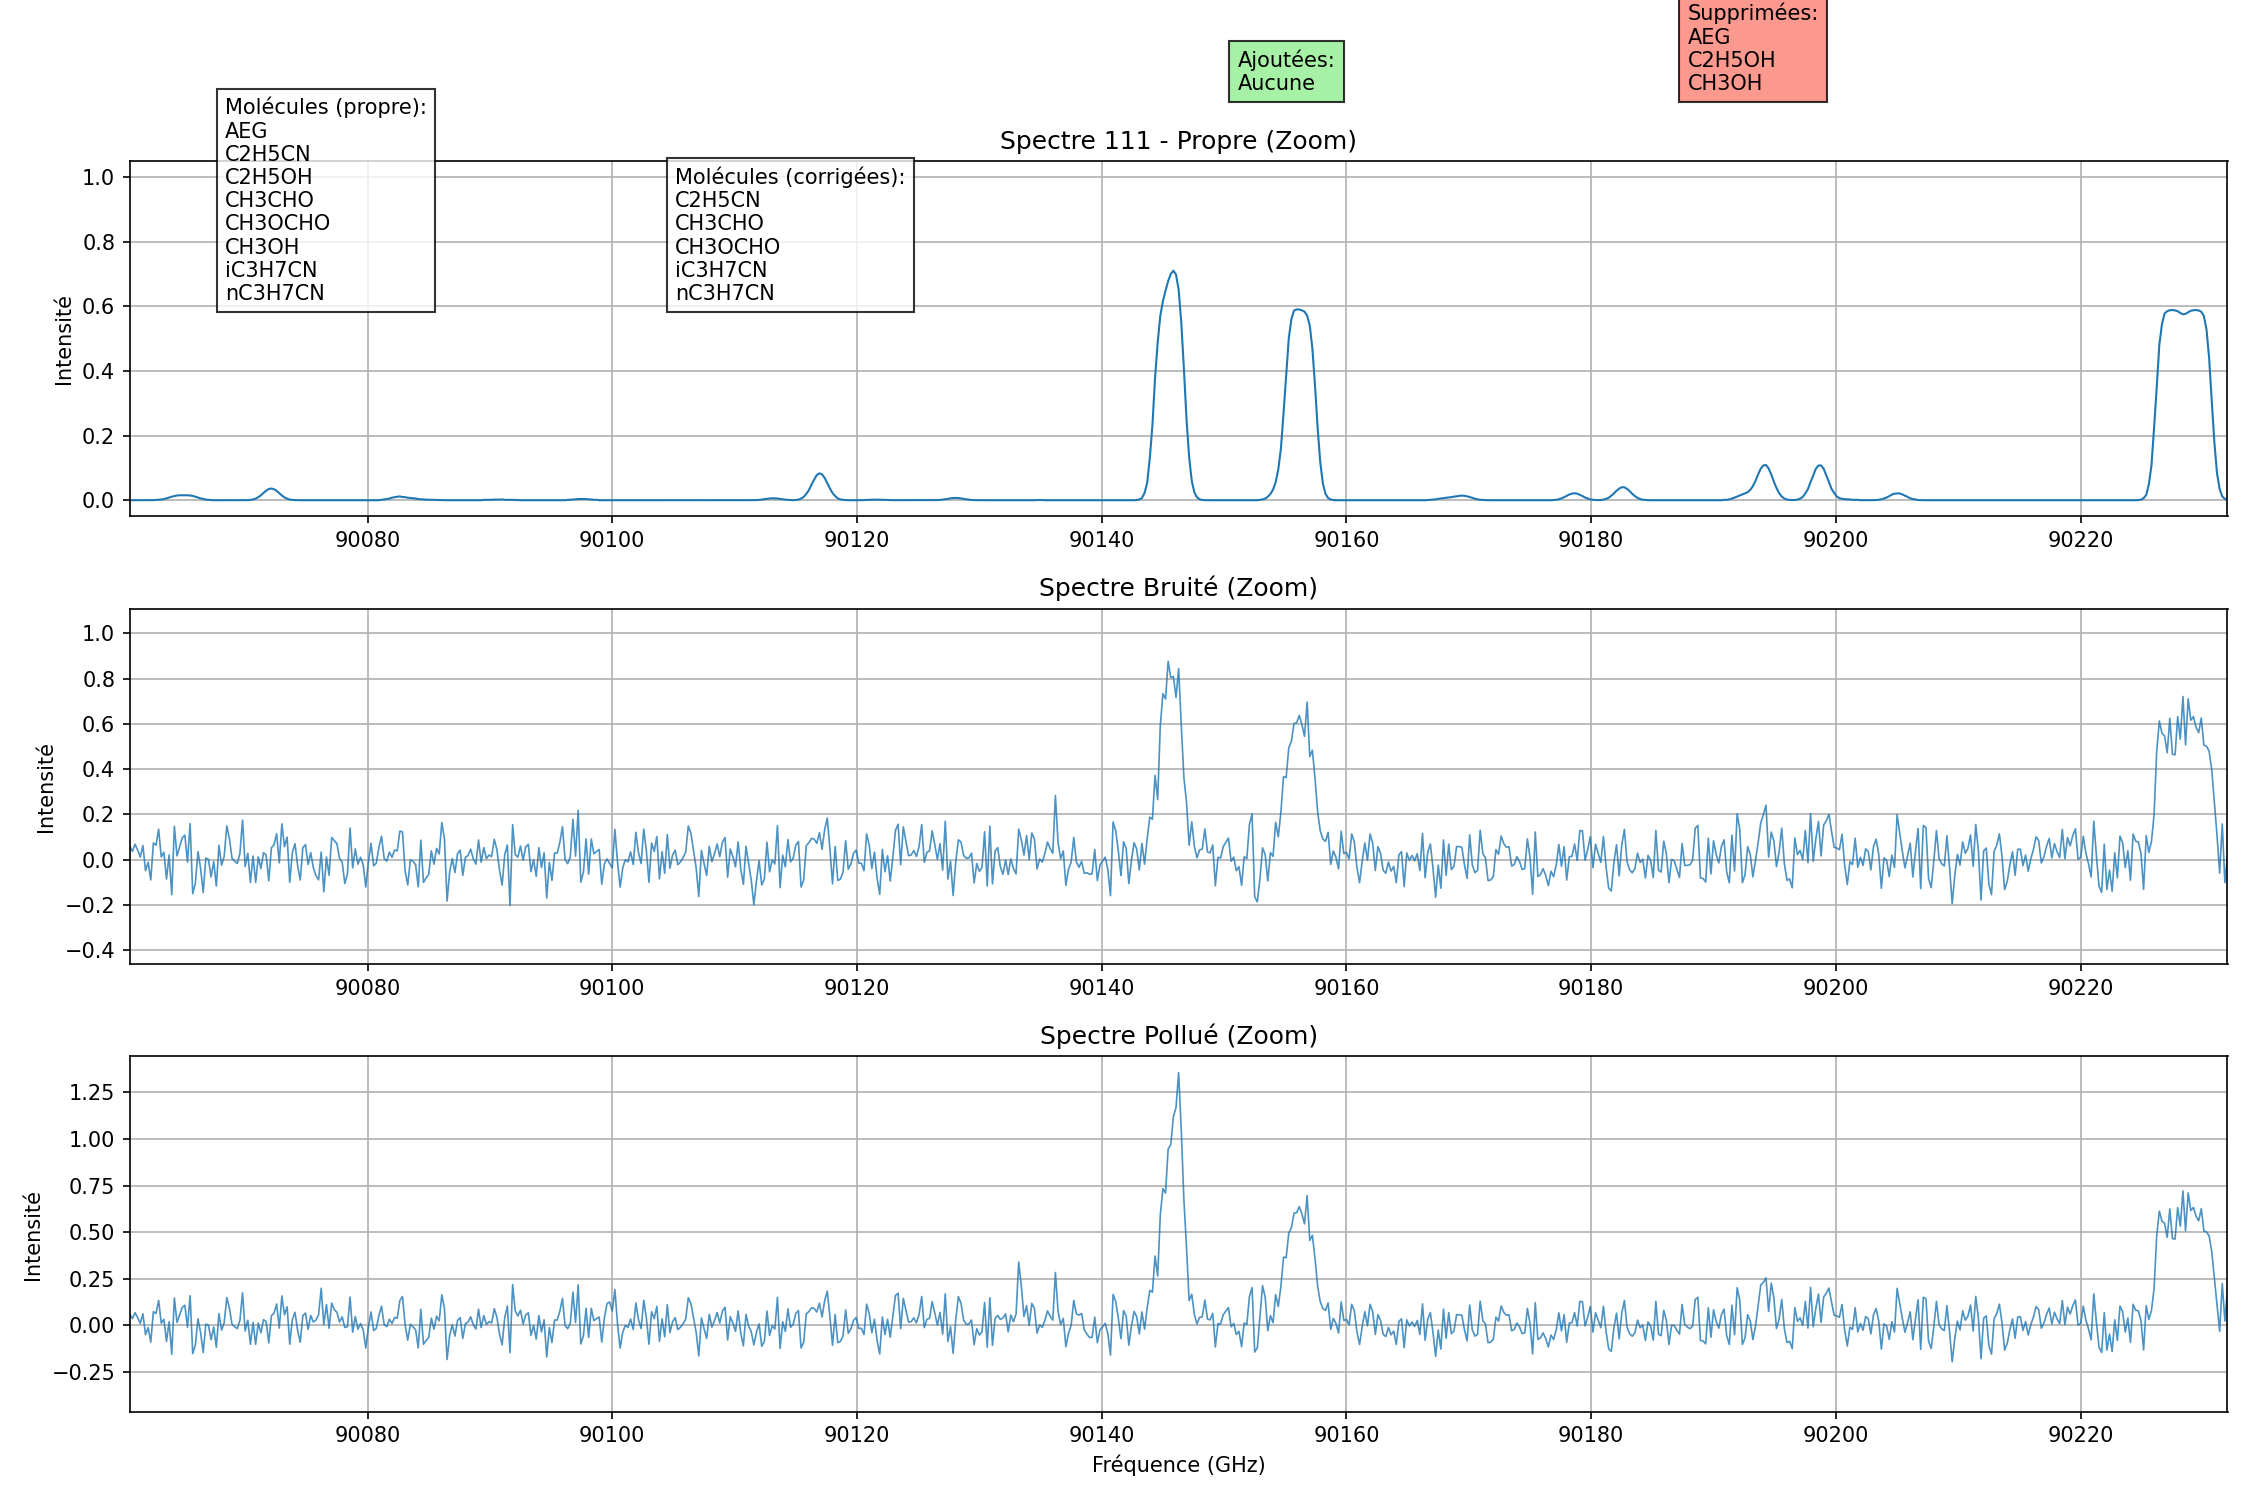 Supprimées:
AEG
C2H5OH
CH3OH
Ajoutées:
Aucune
Molécules (propre):
AEG
C2H5CN
C2H5OH
CH3CHO
CH3OCHO
CH3OH
iC3H7CN
nC3H7CN
Molécules (corrigées):
C2H5CN
CH3CHO
CH3OCHO
iC3H7CN
nC3H7CN
Spectre 111 - Propre (Zoom)
Intensité
1.0
0.8
0.6
0.4
0.2
0.0
90080 90100 90120 90140 90160 90180 90200 90220
Spectre Bruité (Zoom)
Intensité
1.0
0.8
0.6
0.4
0.2
0.0
−0.2
−0.4
90080 90100 90120 90140 90160 90180 90200 90220
Spectre Pollué (Zoom)
Intensité
1.25
1.00
0.75
0.50
0.25
0.00
−0.25
90080 90100 90120 90140 90160 90180 90200 90220
Fréquence (GHz)